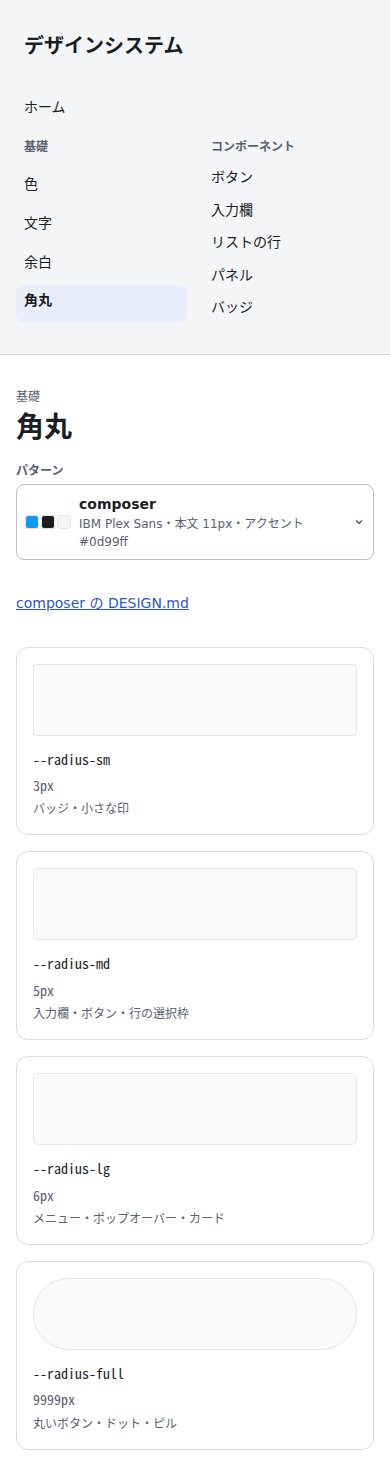 デザインシステム
ホーム
基礎
色
文字
余白
角丸
コンポーネント
ボタン
入力欄
リストの行
パネル
バッジ
基礎
角丸
パターン
composer
IBM Plex Sans・本文 11px・アクセント
#0d99ff
composer の DESIGN.md
--radius-sm
3px
バッジ・小さな印
--radius-md
5px
入力欄・ボタン・行の選択枠
--radius-lg
6px
メニュー・ポップオーバー・カード
--radius-full
9999px
丸いボタン・ドット・ピル